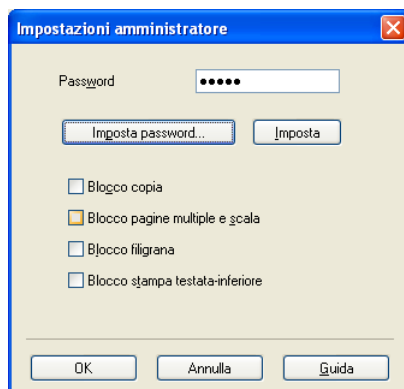 Impostazioni amministratore
Password •••••
Imposta password... Imposta
Blocco copia
Blocco pagine multiple e scala
Blocco filigrana
Blocco stampa testata-inferiore
OK Annulla Guida